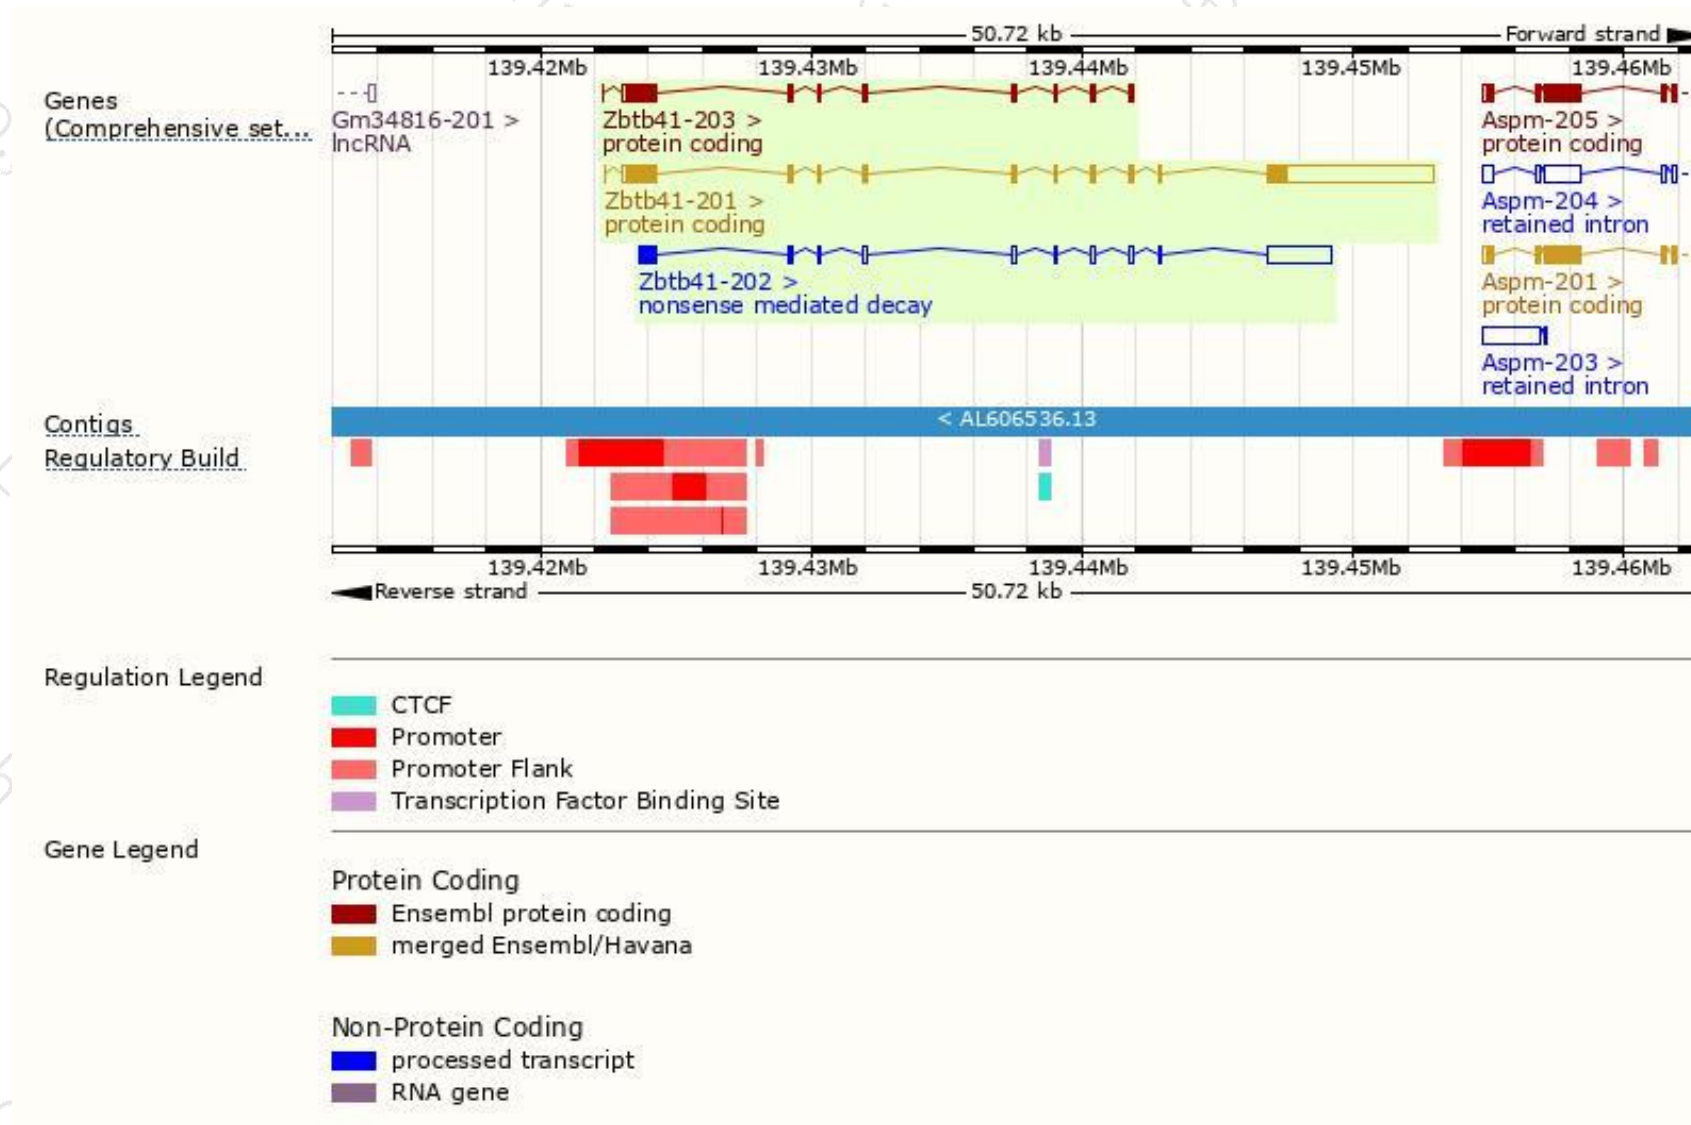 50.72 kb
Forward strand
139.42Mb 139.43Mb 139.44Mb 139.45Mb 139.46Mb
Genes
(Comprehensive set...
Gm34816-201 >
lncRNA
Zbtb41-203 >
protein coding
Aspm-205 >
protein coding
Zbtb41-201 >
protein coding
Aspm-204 >
retained intron
Zbtb41-202 >
nonsense mediated decay
Aspm-201 >
protein coding
Aspm-203 >
retained intron
Contigs
< AL606536.13
Regulatory Build
139.42Mb 139.43Mb 139.44Mb 139.45Mb 139.46Mb
Reverse strand
50.72 kb
Regulation Legend
CTCF
Promoter
Promoter Flank
Transcription Factor Binding Site
Gene Legend
Protein Coding
Ensembl protein coding
merged Ensembl/Havana
Non-Protein Coding
processed transcript
RNA gene